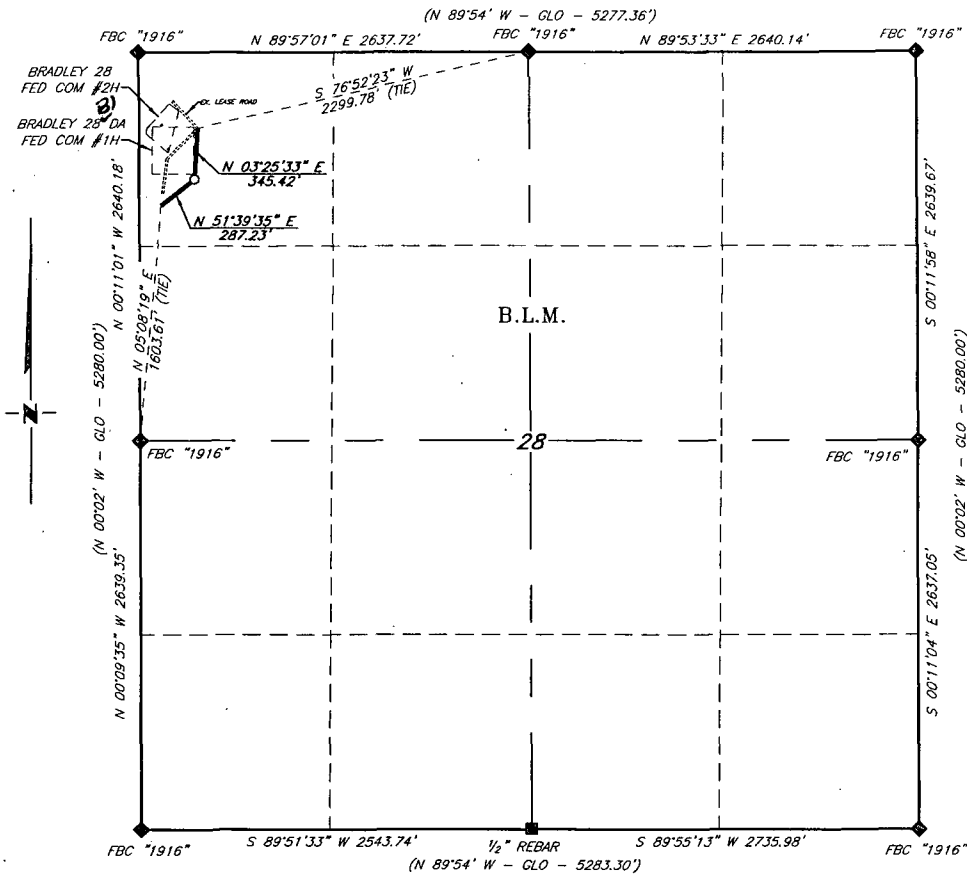 (N 89°54' W - GLO - 5277.36')
FBC "1916"
N 89°57'01" E 2637.72'
FBC "1916"
N 89°53'33" E 2640.14'
FBC "1916"
BRADLEY 28
FED COM #2H
B1
BRADLEY 28 DA
FED COM #1H
EX. LEASE ROAD
S 76°52'23" W
2299.78' (TIE)
N 03°25'33" E
345.42'
N 51°39'35" E
287.23'
N 00°11'01" W 2640.18'
N 05°08'19" E
1603.61' (TIE)
S 00°11'58" E 2639.67'
B.L.M.
(N 00°02' W - GLO - 5280.00')
N
FBC "1916"
28
FBC "1916"
(N 00°02' W - GLO - 5280.00')
N 00°09'35" W 2639.35'
S 00°11'04" E 2637.05'
FBC "1916"
S 89°51'33" W 2543.74'
1/2" REBAR
S 89°55'13" W 2735.98'
FBC "1916"
(N 89°54' W - GLO - 5283.30')